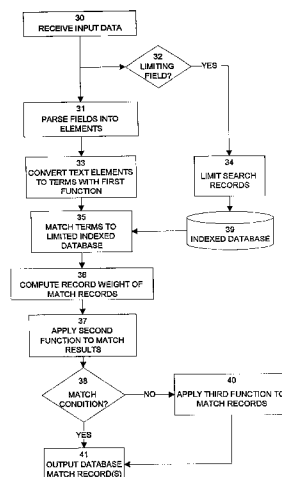 30
RECEIVE INPUT DATA
32
LIMITING
FIELD?
YES
31
PARSE FIELDS INTO
ELEMENTS
33
CONVERT TEXT ELEMENTS
TO TERMS WITH FIRST
FUNCTION
34
LIMIT SEARCH
RECORDS
35
MATCH TERMS TO
LIMITED INDEXED
DATABASE
39
INDEXED DATABASE
36
COMPUTE RECORD WEIGHT OF
MATCH RECORDS
37
APPLY SECOND
FUNCTION TO MATCH
RESULTS
38
MATCH
CONDITION?
NO
40
APPLY THIRD FUNCTION TO
MATCH RECORDS
YES
41
OUTPUT DATABASE
MATCH RECORD(S)